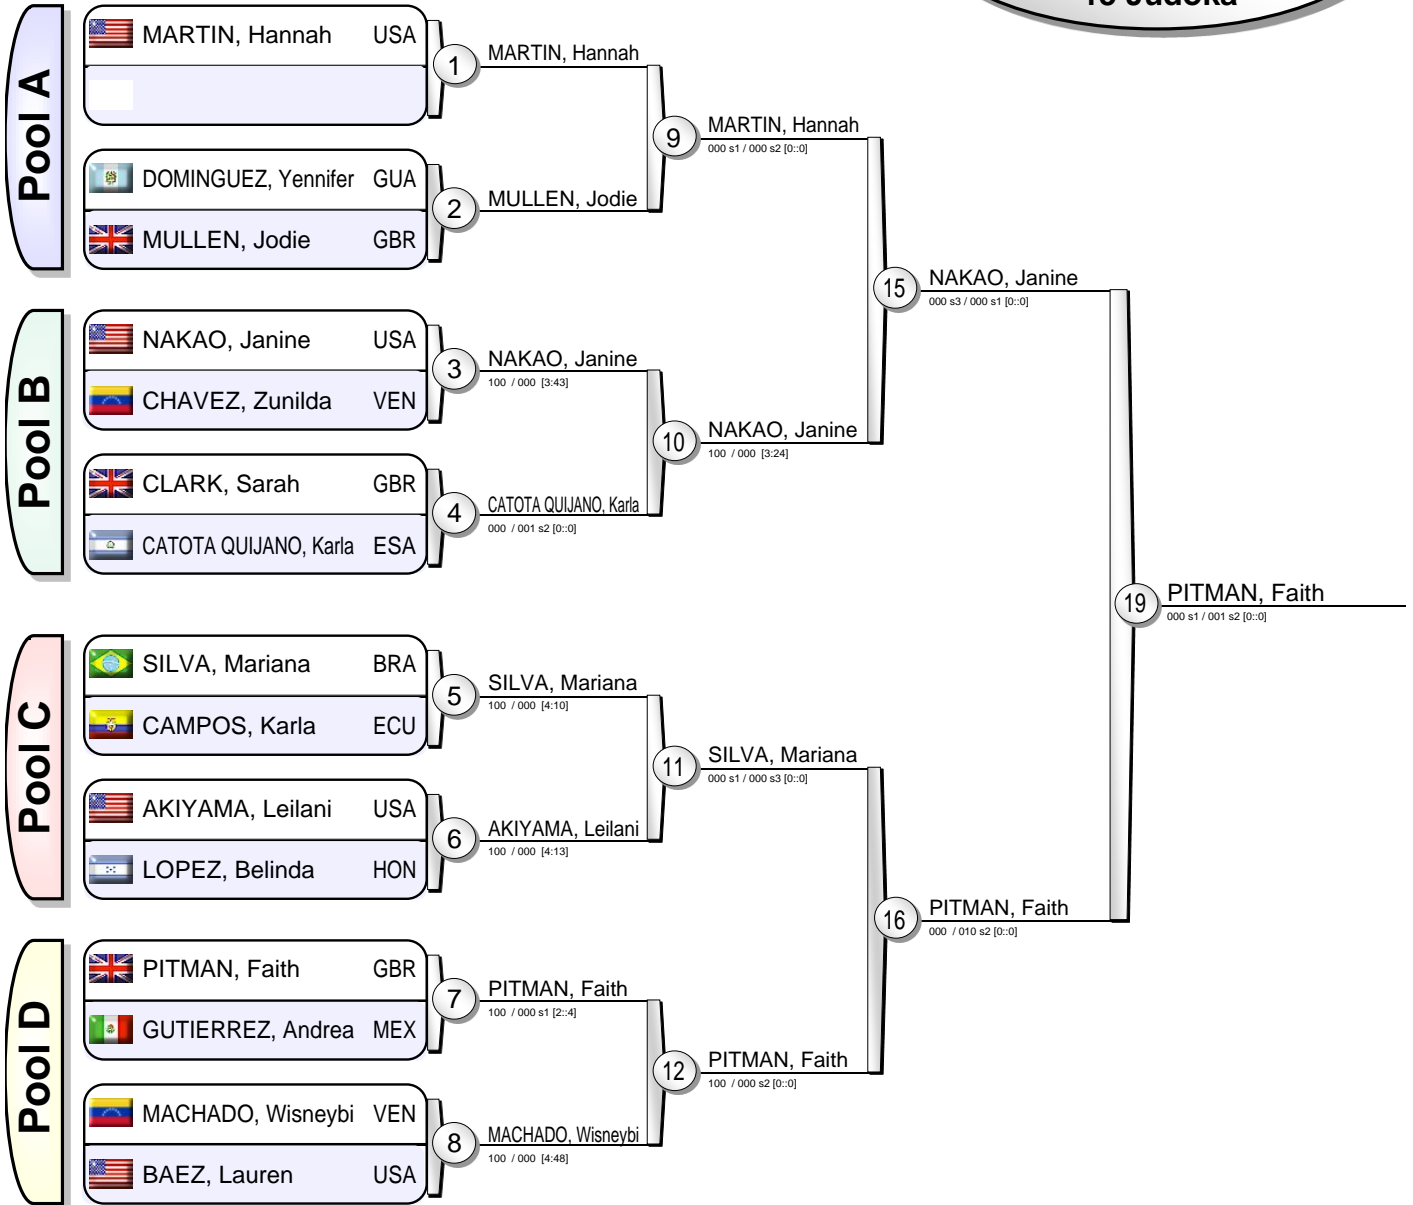 15 Judoka
Pool A
MARTIN, Hannah USA
1
MARTIN, Hannah
DOMINGUEZ, Yennifer GUA
MULLEN, Jodie GBR
2
MULLEN, Jodie
9
MARTIN, Hannah
000 s1 / 000 s2 [0::0]
Pool B
NAKAO, Janine USA
CHAVEZ, Zunilda VEN
3
NAKAO, Janine
100 / 000 [3:43]
CLARK, Sarah GBR
CATOTA QUIJANO, Karla ESA
4
CATOTA QUIJANO, Karla
000 / 001 s2 [0::0]
10
NAKAO, Janine
100 / 000 [3:24]
15
NAKAO, Janine
000 s3 / 000 s1 [0::0]
Pool C
SILVA, Mariana BRA
CAMPOS, Karla ECU
5
SILVA, Mariana
100 / 000 [4:10]
AKIYAMA, Leilani USA
LOPEZ, Belinda HON
6
AKIYAMA, Leilani
100 / 000 [4:13]
11
SILVA, Mariana
000 s1 / 000 s3 [0::0]
Pool D
PITMAN, Faith GBR
GUTIERREZ, Andrea MEX
7
PITMAN, Faith
100 / 000 s1 [2::4]
MACHADO, Wisneybi VEN
BAEZ, Lauren USA
8
MACHADO, Wisneybi
100 / 000 [4:48]
12
PITMAN, Faith
100 / 000 s2 [0::0]
16
PITMAN, Faith
000 / 010 s2 [0::0]
19
PITMAN, Faith
000 s1 / 001 s2 [0::0]